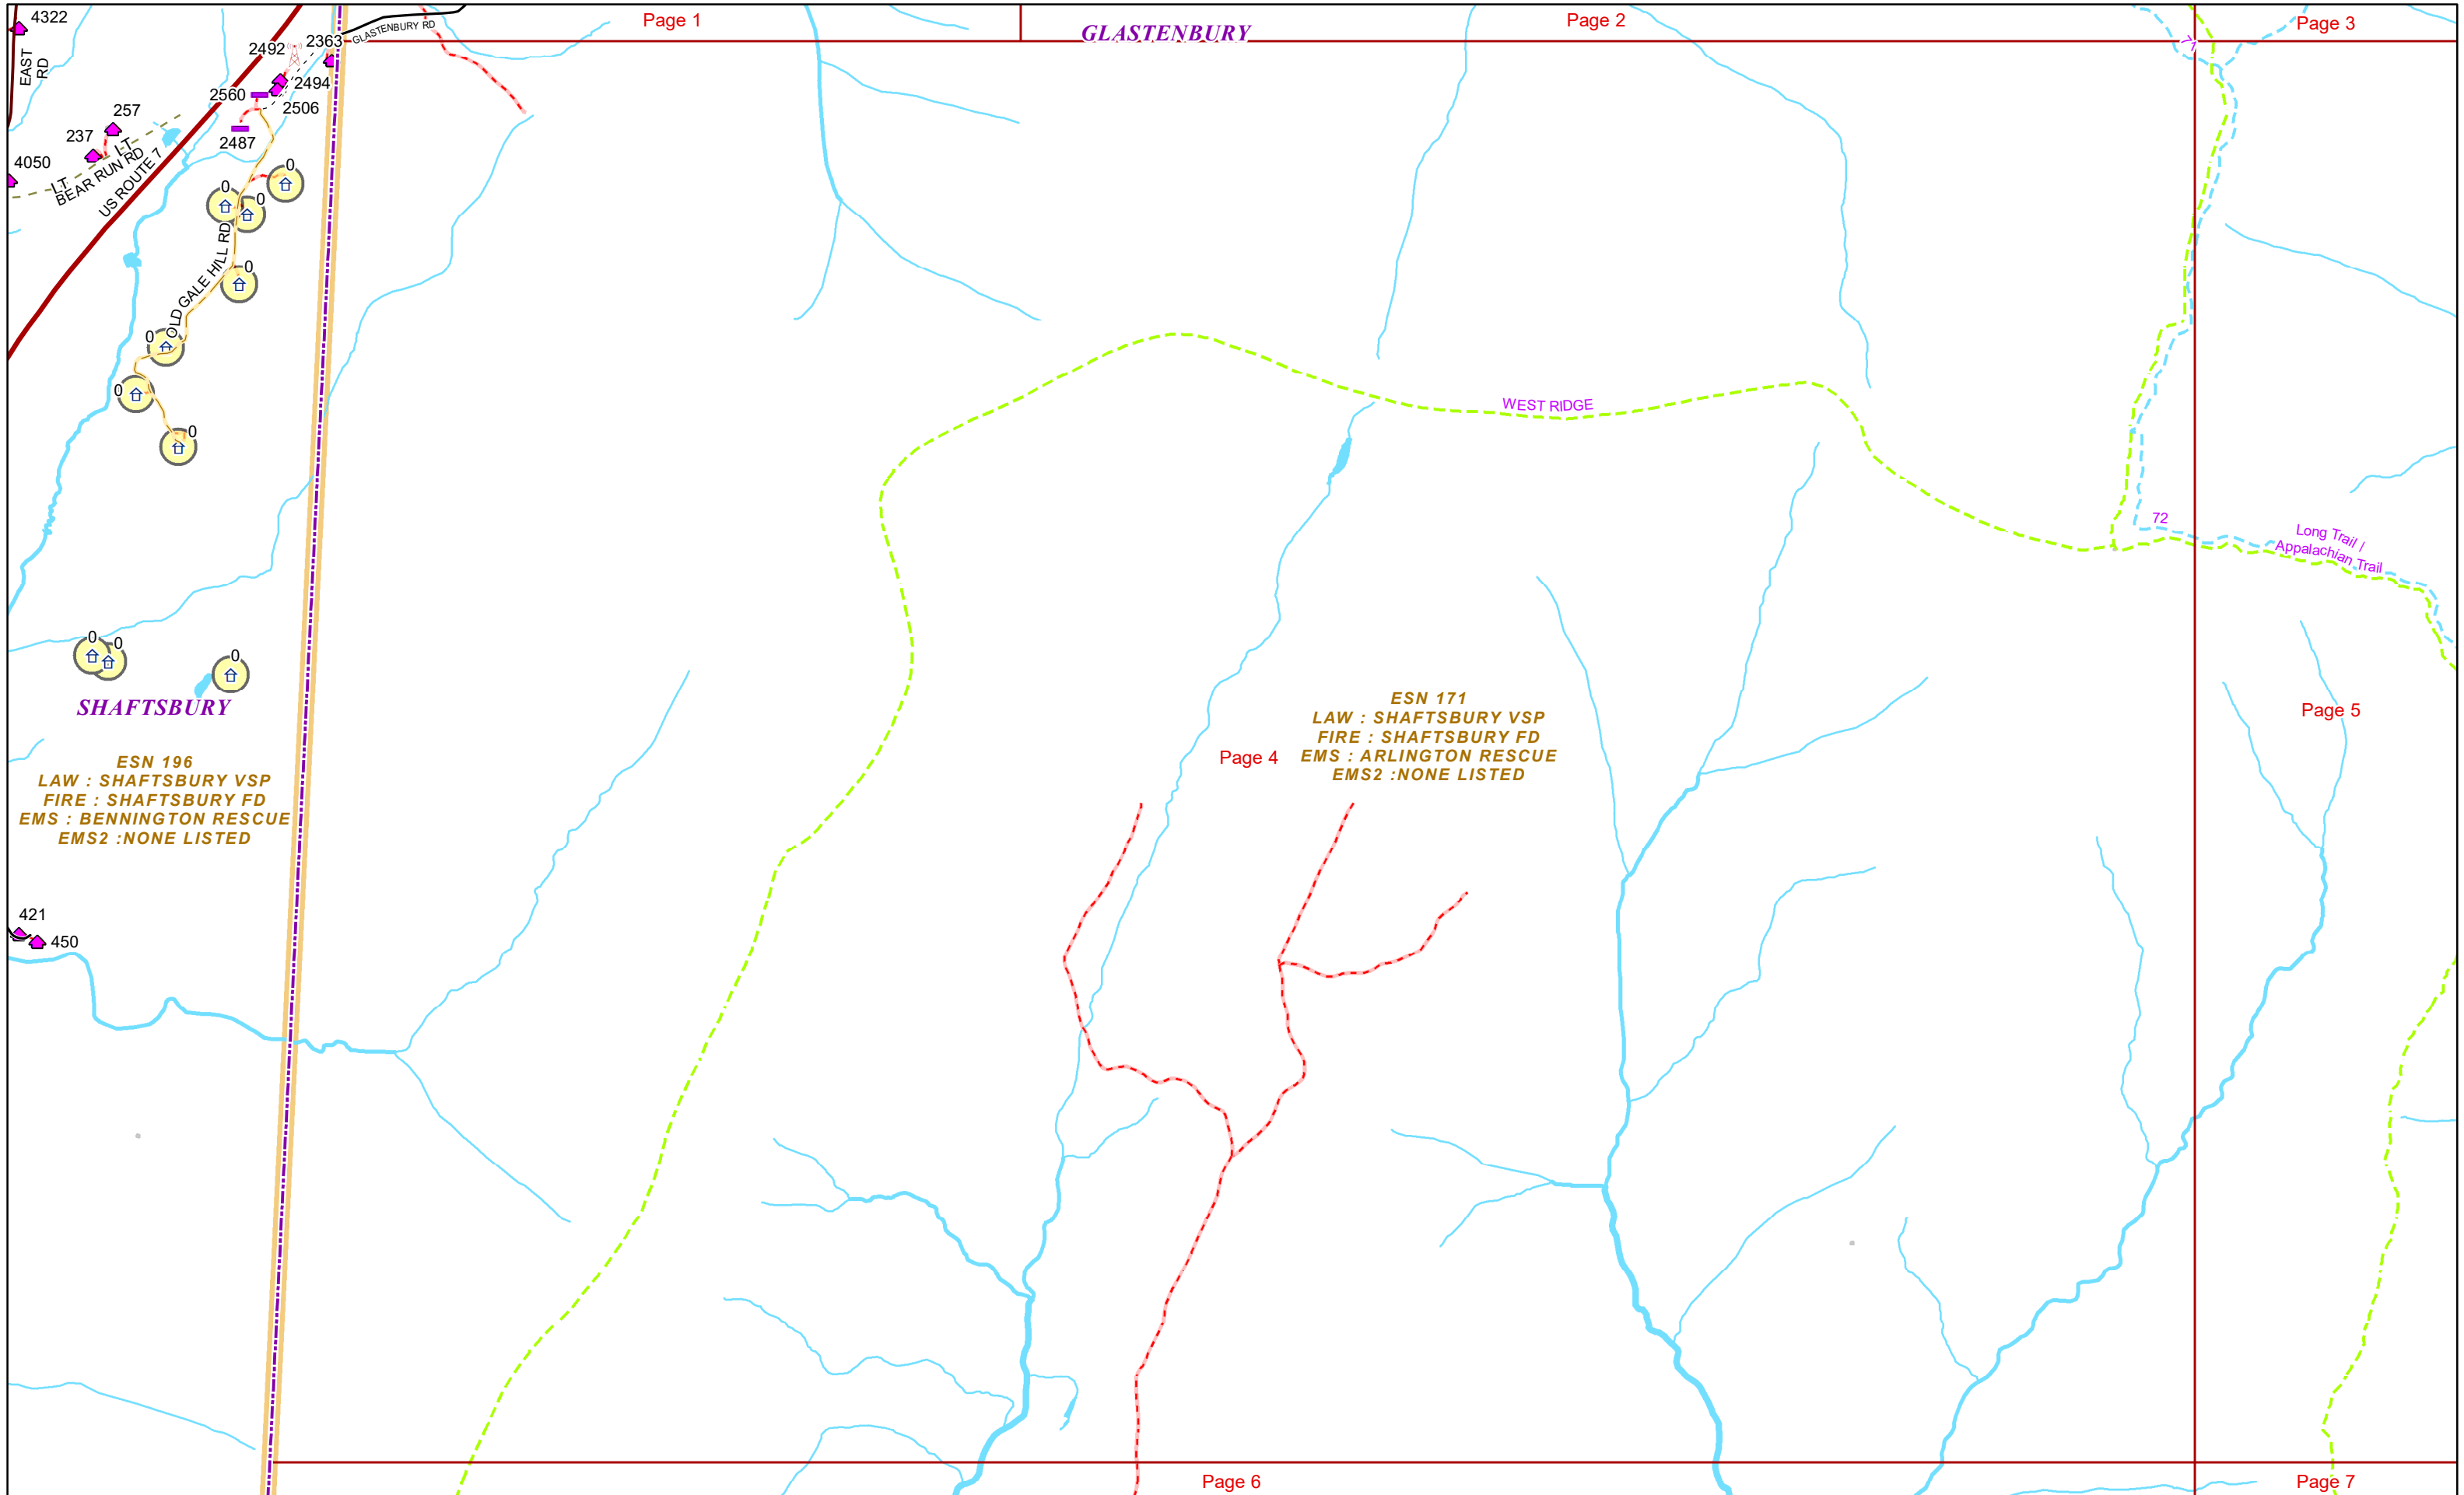 4322
Page 1
Page 2
Page 3
GLASTENBURY
GLASTENBURY RD
2363
2492
EAST
RD
2494
2560
2506
257
237
2487
4050
LT
LT
BEAR RUN RD
US ROUTE 7
0
0
0
OLD GALE HILL RD
0
0
0
0
WEST RIDGE
72
Long Trail /
Appalachian Trail
0
0
0
SHAFTSBURY
ESN 171
LAW : SHAFTSBURY VSP
FIRE : SHAFTSBURY FD
EMS : ARLINGTON RESCUE
EMS2 :NONE LISTED
Page 4
Page 5
ESN 196
LAW : SHAFTSBURY VSP
FIRE : SHAFTSBURY FD
EMS : BENNINGTON RESCUE
EMS2 :NONE LISTED
421
450
Page 6
Page 7